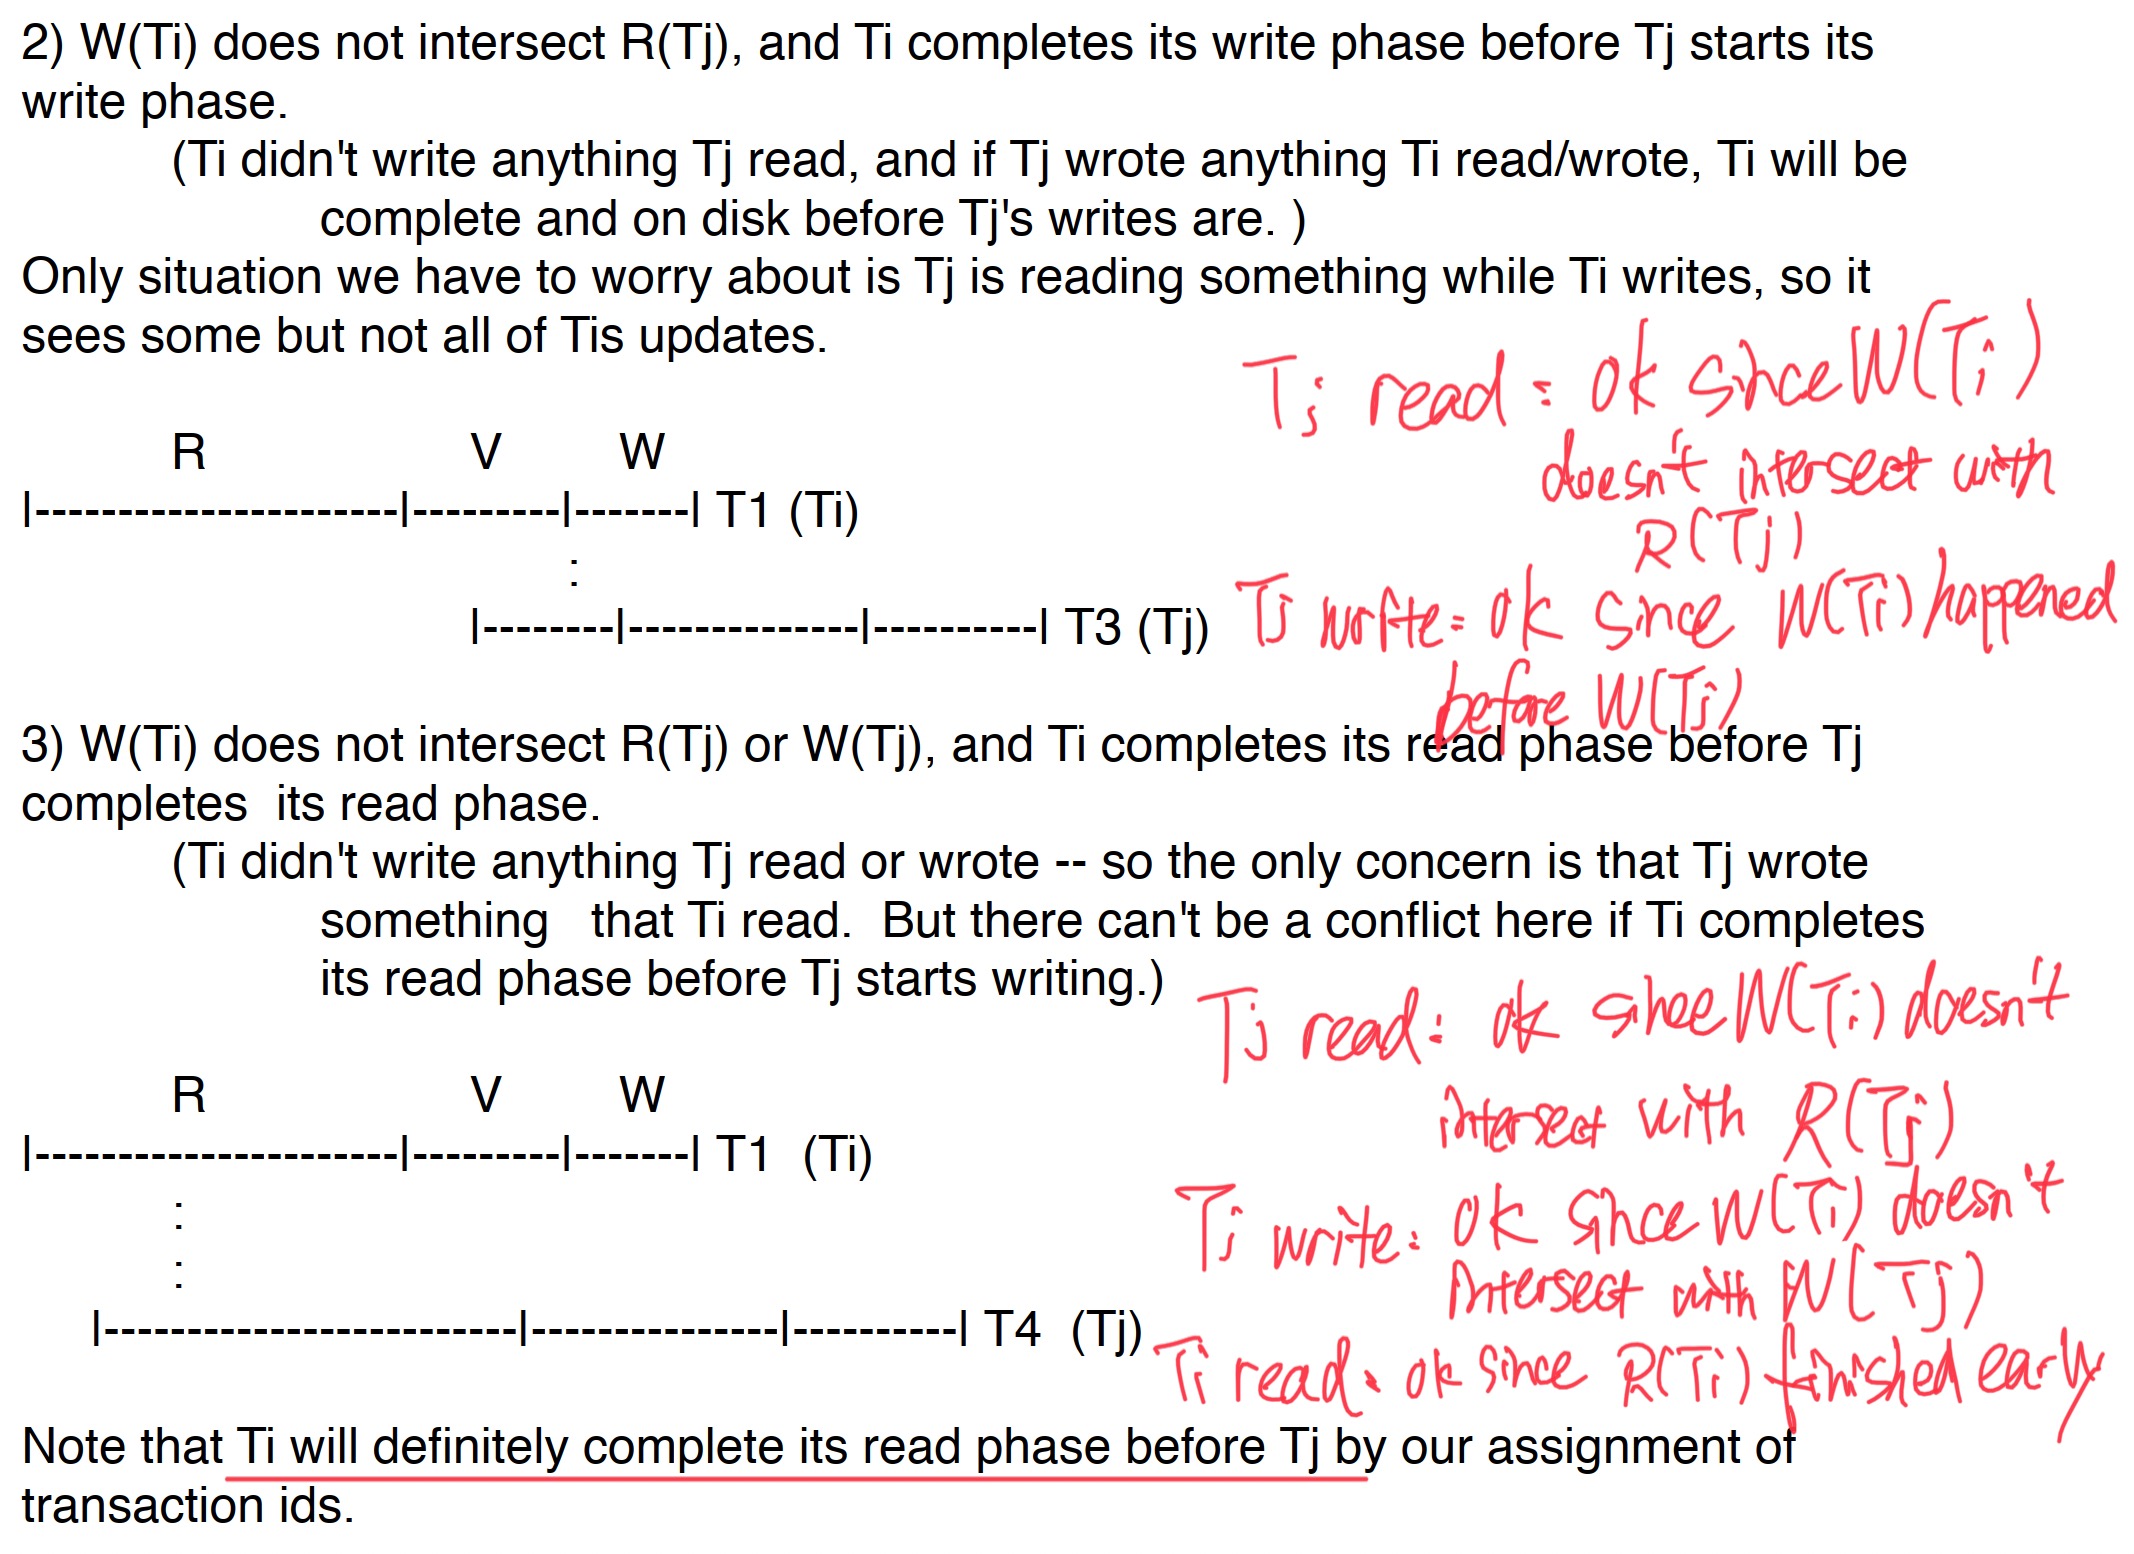 2) W(Ti) does not intersect R(Tj), and Ti completes its write phase before Tj starts its
write phase.
(Ti didn't write anything Tj read, and if Tj wrote anything Ti read/wrote, Ti will be
complete and on disk before Tj's writes are. )
Only situation we have to worry about is Tj is reading something while Ti writes, so it
sees some but not all of Tis updates.
Tj read = ok since W(Ti)
doesn't intersect with
R(Tj)
R V W
|----------------------|---------|-------| T1 (Ti)
:
|--------|--------------|----------| T3 (Tj)
Tj write = ok since W(Ti) happened
before W(Tj)
3) W(Ti) does not intersect R(Tj) or W(Tj), and Ti completes its read phase before Tj
completes its read phase.
(Ti didn't write anything Tj read or wrote -- so the only concern is that Tj wrote
something that Ti read. But there can't be a conflict here if Ti completes
its read phase before Tj starts writing.)
Tj read = ok since W(Ti) doesn't
intersect with R(Tj)
R V W
|----------------------|---------|-------| T1 (Ti)
:
:
|-------------------------|---------------|----------| T4 (Tj)
Tj write = ok since W(Ti) doesn't
intersect with W(Tj)
Ti read = ok since R(Ti) finished early
Note that Ti will definitely complete its read phase before Tj by our assignment of
transaction ids.